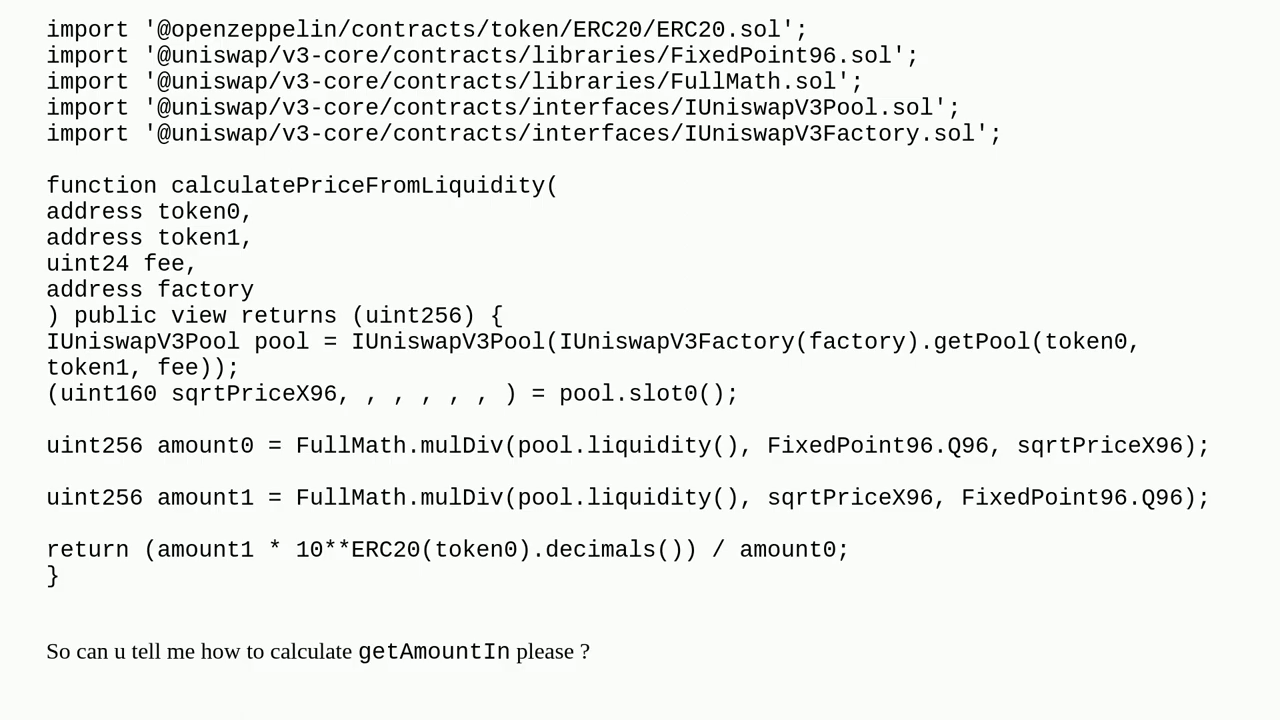 import '@openzeppelin/contracts/token/ERC20/ERC20.sol';
import '@uniswap/v3-core/contracts/libraries/FixedPoint96.sol';
import '@uniswap/v3-core/contracts/libraries/FullMath.sol';
import '@uniswap/v3-core/contracts/interfaces/IUniswapV3Pool.sol';
import '@uniswap/v3-core/contracts/interfaces/IUniswapV3Factory.sol';
function calculatePriceFromLiquidity(
address token0,
address token1,
uint24 fee,
address factory
) public view returns (uint256) {
IUniswapV3Pool pool = IUniswapV3Pool(IUniswapV3Factory(factory).getPool(token0,
token1, fee));
(uint160 sqrtPriceX96, , , , , , ) = pool.slot0();
uint256 amount0 = FullMath.mulDiv(pool.liquidity(), FixedPoint96.Q96, sqrtPriceX96);
uint256 amount1 = FullMath.mulDiv(pool.liquidity(), sqrtPriceX96, FixedPoint96.Q96);
return (amount1 * 10**ERC20(token0).decimals()) / amount0;
}
So can u tell me how to calculate getAmountIn please ?